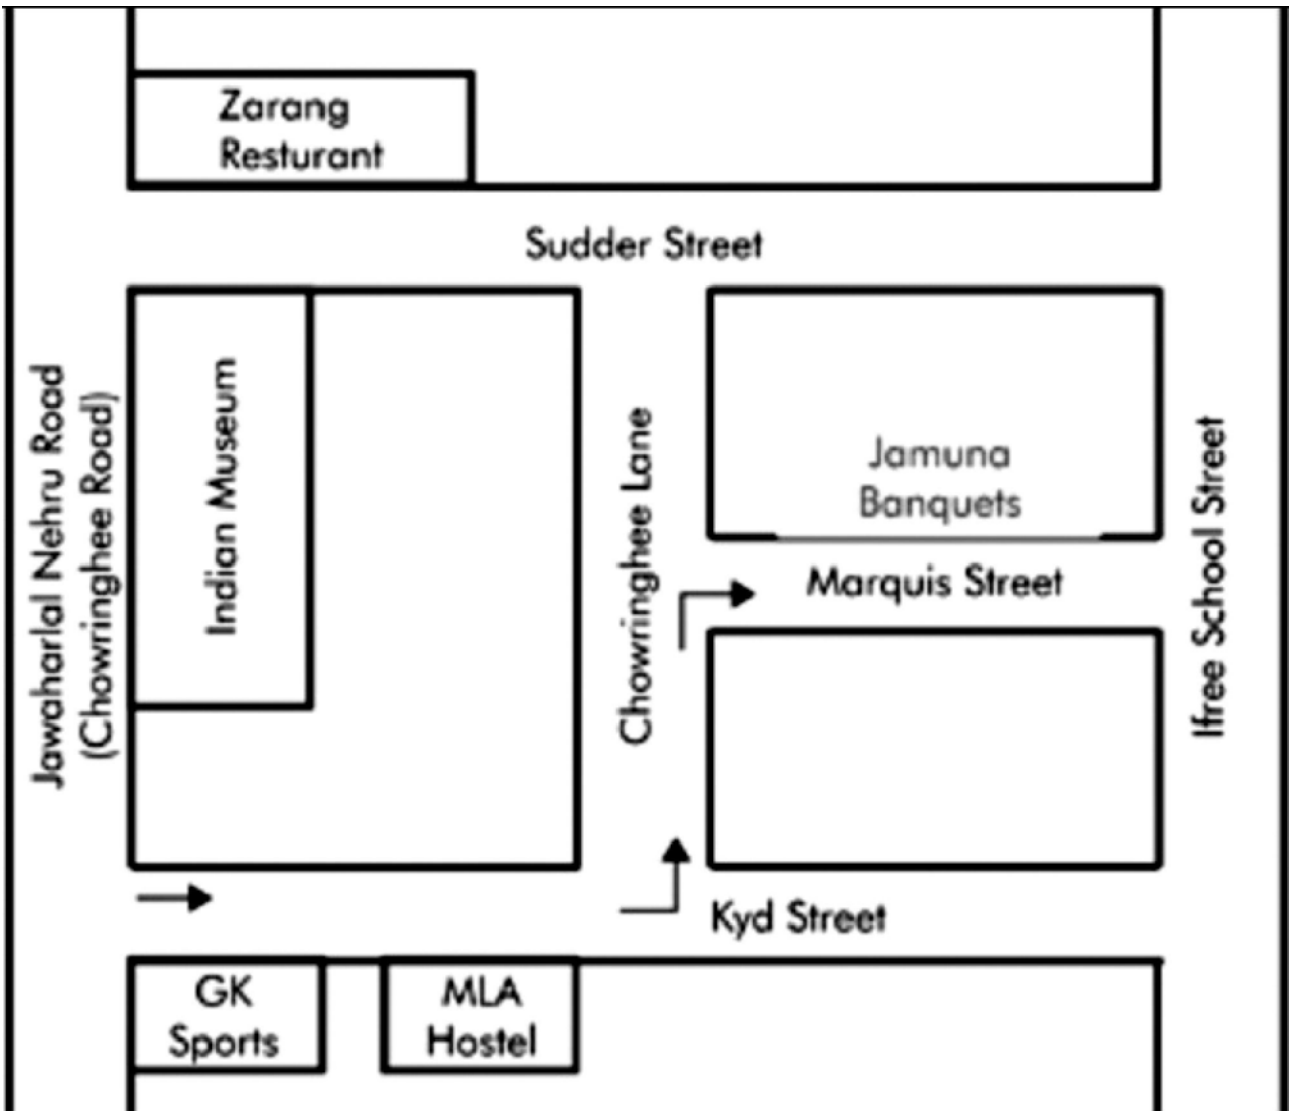 Zarang
Resturant
Sudder Street
Jawaharlal Nehru Road
(Chowringhee Road)
Indian Museum
Chowringhee Lane
Jamuna
Banquets
Marquis Street
Ifree School Street
Kyd Street
GK
Sports
MLA
Hostel